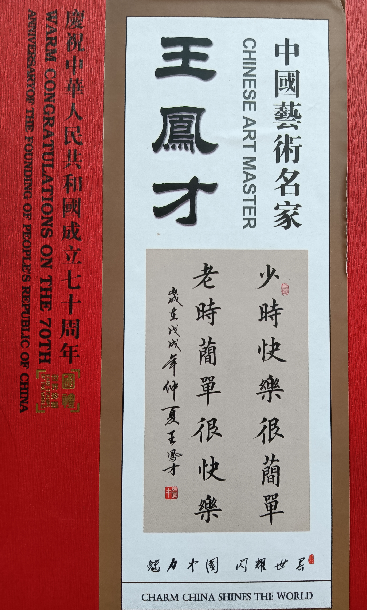 慶祝中華人民共和國成立七十周年
WARM CONGRATULATIONS ON THE 70TH
ANNIVERSARY OF THE FOUNDING OF PEOPLE'S REPUBLIC OF CHINA
中國藝術名家
CHINESE ART MASTER
王鳳才
少時快樂很簡單
老時簡單很快樂
歲在戊戌年仲夏王鳳才
魅力中国 闪耀世界
CHARM CHINA SHINES THE WORLD